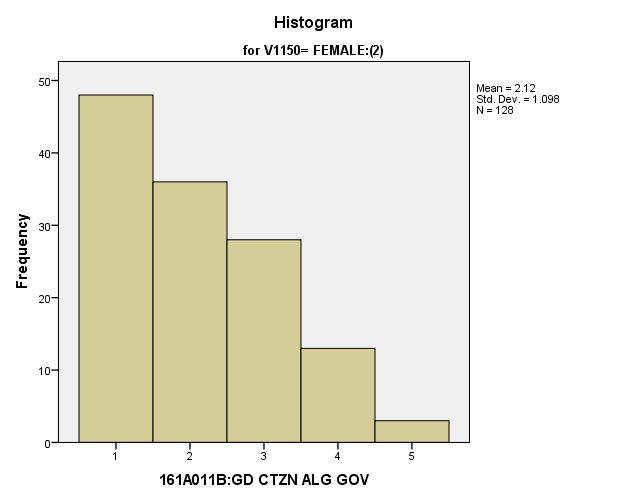 Histogram
for V1150= FEMALE:(2)
Mean = 2.12
Std. Dev. = 1.098
N = 128
Frequency
50
40
30
20
10
0
1 2 3 4 5
161A011B:GD CTZN ALG GOV